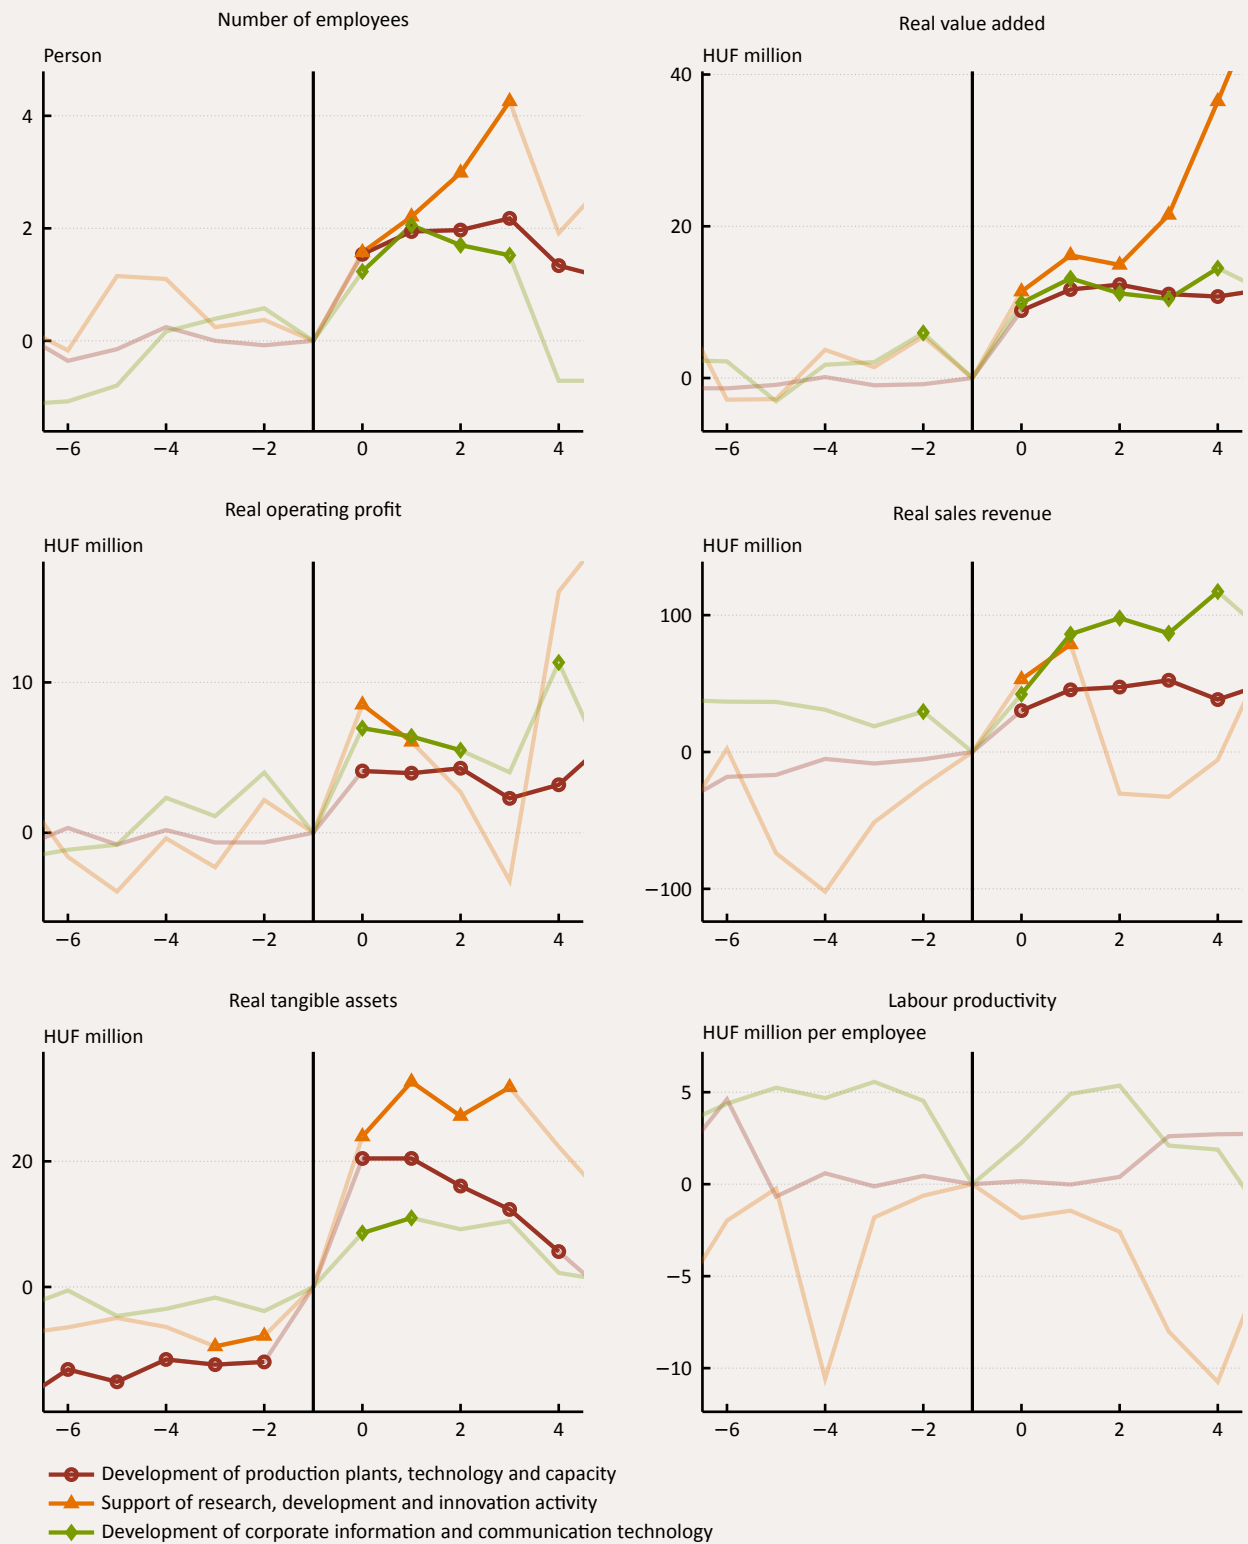 Number of employees
Person
4
2
0
−6 −4 −2 0 2 4
Real value added
HUF million
40
20
0
−6 −4 −2 0 2 4
Real operating profit
HUF million
10
0
−6 −4 −2 0 2 4
Real sales revenue
HUF million
100
0
−100
−6 −4 −2 0 2 4
Real tangible assets
HUF million
20
0
−6 −4 −2 0 2 4
Labour productivity
HUF million per employee
5
0
−5
−10
−6 −4 −2 0 2 4
Development of production plants, technology and capacity
Support of research, development and innovation activity
Development of corporate information and communication technology